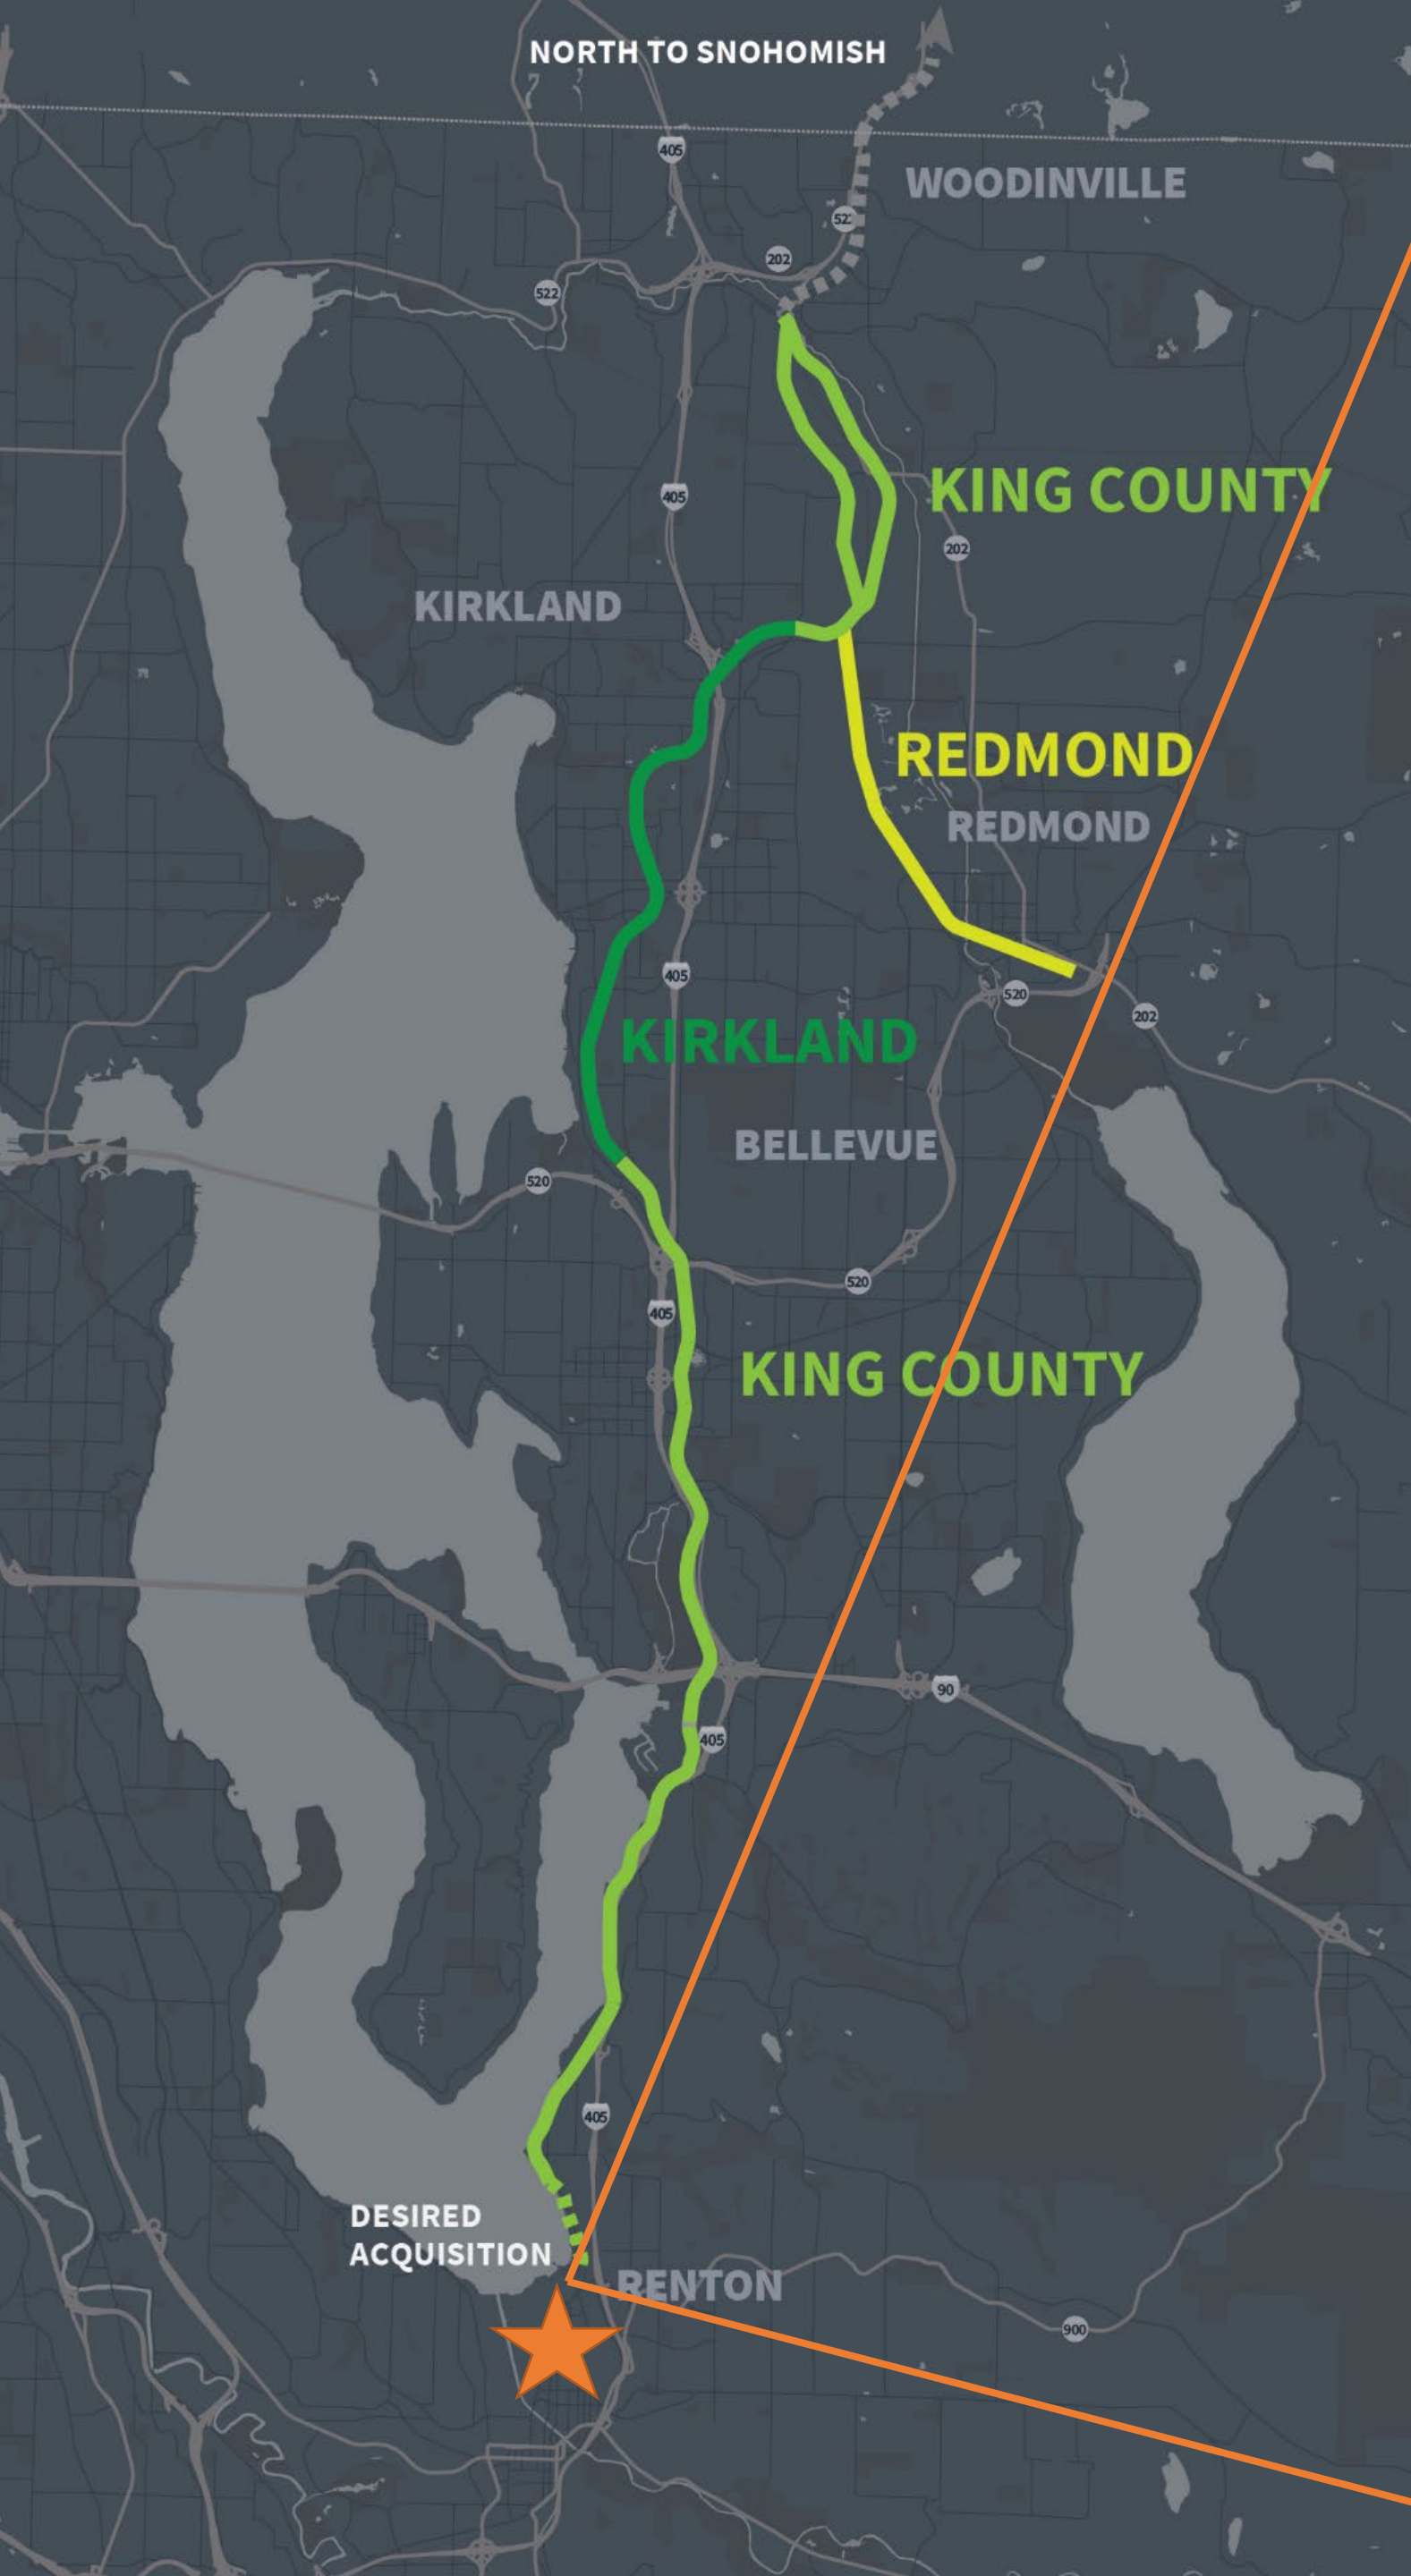 NORTH TO SNOHOMISH
405
WOODINVILLE
522
202
522
KING COUNTY
405
202
KIRKLAND
REDMOND
REDMOND
405
520
202
KIRKLAND
BELLEVUE
520
520
405
KING COUNTY
90
405
405
DESIRED
ACQUISITION
RENTON
900